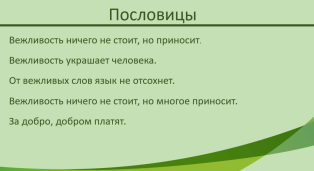 Пословицы
Вежливость ничего не стоит, но приносит.
Вежливость украшает человека.
От вежливых слов язык не отсохнет.
Вежливость ничего не стоит, но многое приносит.
За добро, добром платят.